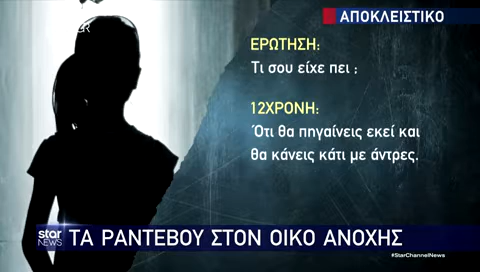 ΑΠΟΚΛΕΙΣΤΙΚΟ
ΕΡΩΤΗΣΗ:
Τι σου είχε πει ;
12ΧΡΟΝΗ:
Ότι θα πηγαίνεις εκεί και
θα κάνεις κάτι με άντρες.
star
NEWS
ΤΑ ΡΑΝΤΕΒΟΥ ΣΤΟΝ ΟΙΚΟ ΑΝΟΧΗΣ
#StarChannelNews